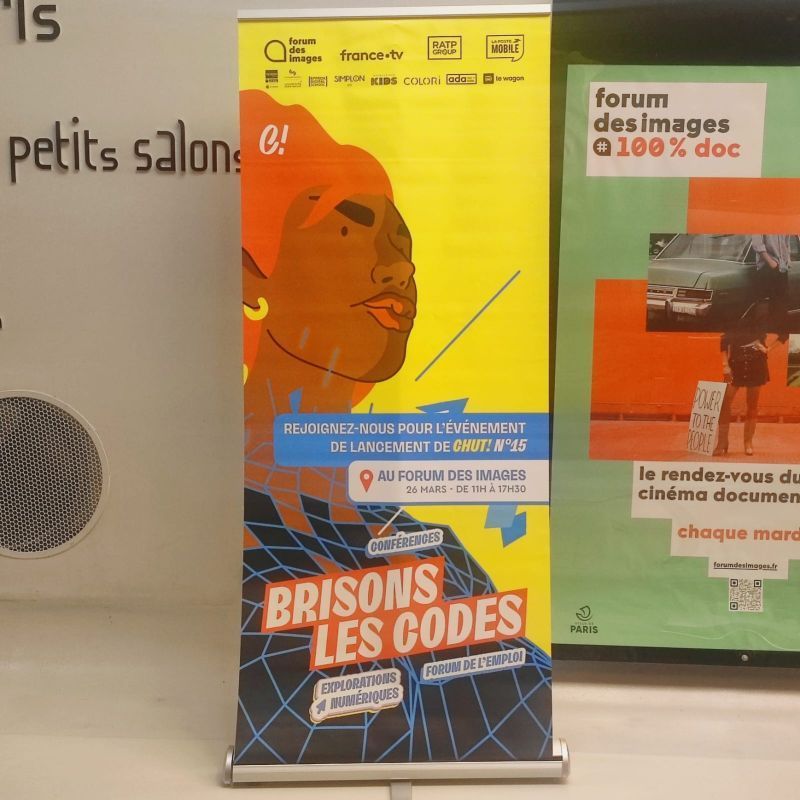 petits salons
forum
des images
france•tv
RATP
GROUP
LA POSTE
MOBILE
SIMPLON
KIDS
COLORI
ada
le wagon
C!
REJOIGNEZ-NOUS POUR L'ÉVÉNEMENT
DE LANCEMENT DE CHUT! N°15
AU FORUM DES IMAGES
26 MARS - DE 11H À 17H30
CONFÉRENCES
BRISONS
LES CODES
FORUM DE L'EMPLOI
EXPLORATIONS
NUMÉRIQUES
forum
des images
100% doc
POWER
TO THE
PEOPLE
le rendez-vous du
cinéma documen
chaque mard
forumdesimages.fr
VILLE DE
PARIS